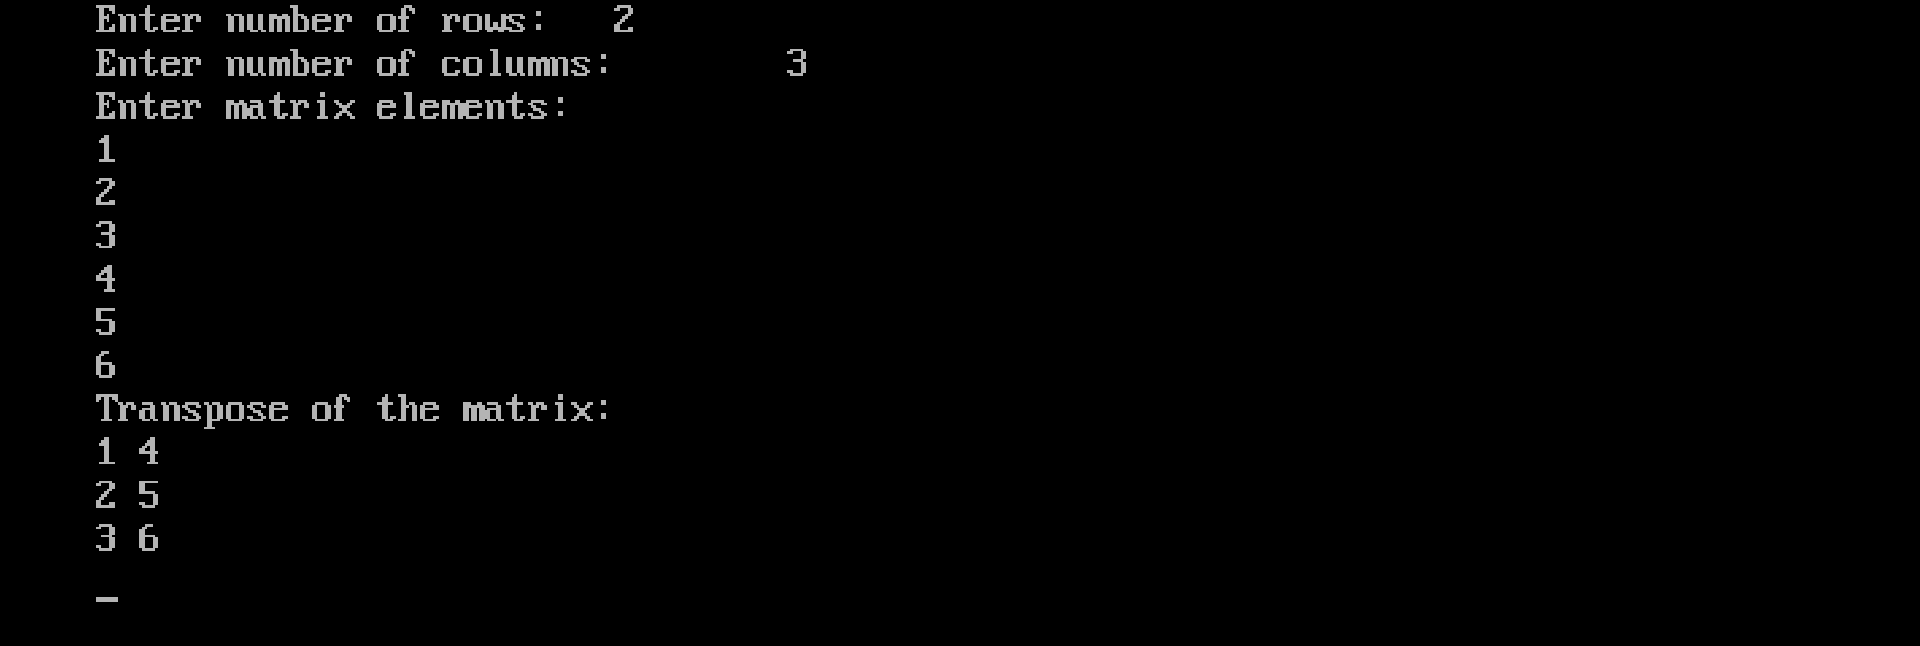 Enter number of rows:   2
Enter number of columns:        3
Enter matrix elements:
1
2
3
4
5
6
Transpose of the matrix:
1 4
2 5
3 6
_